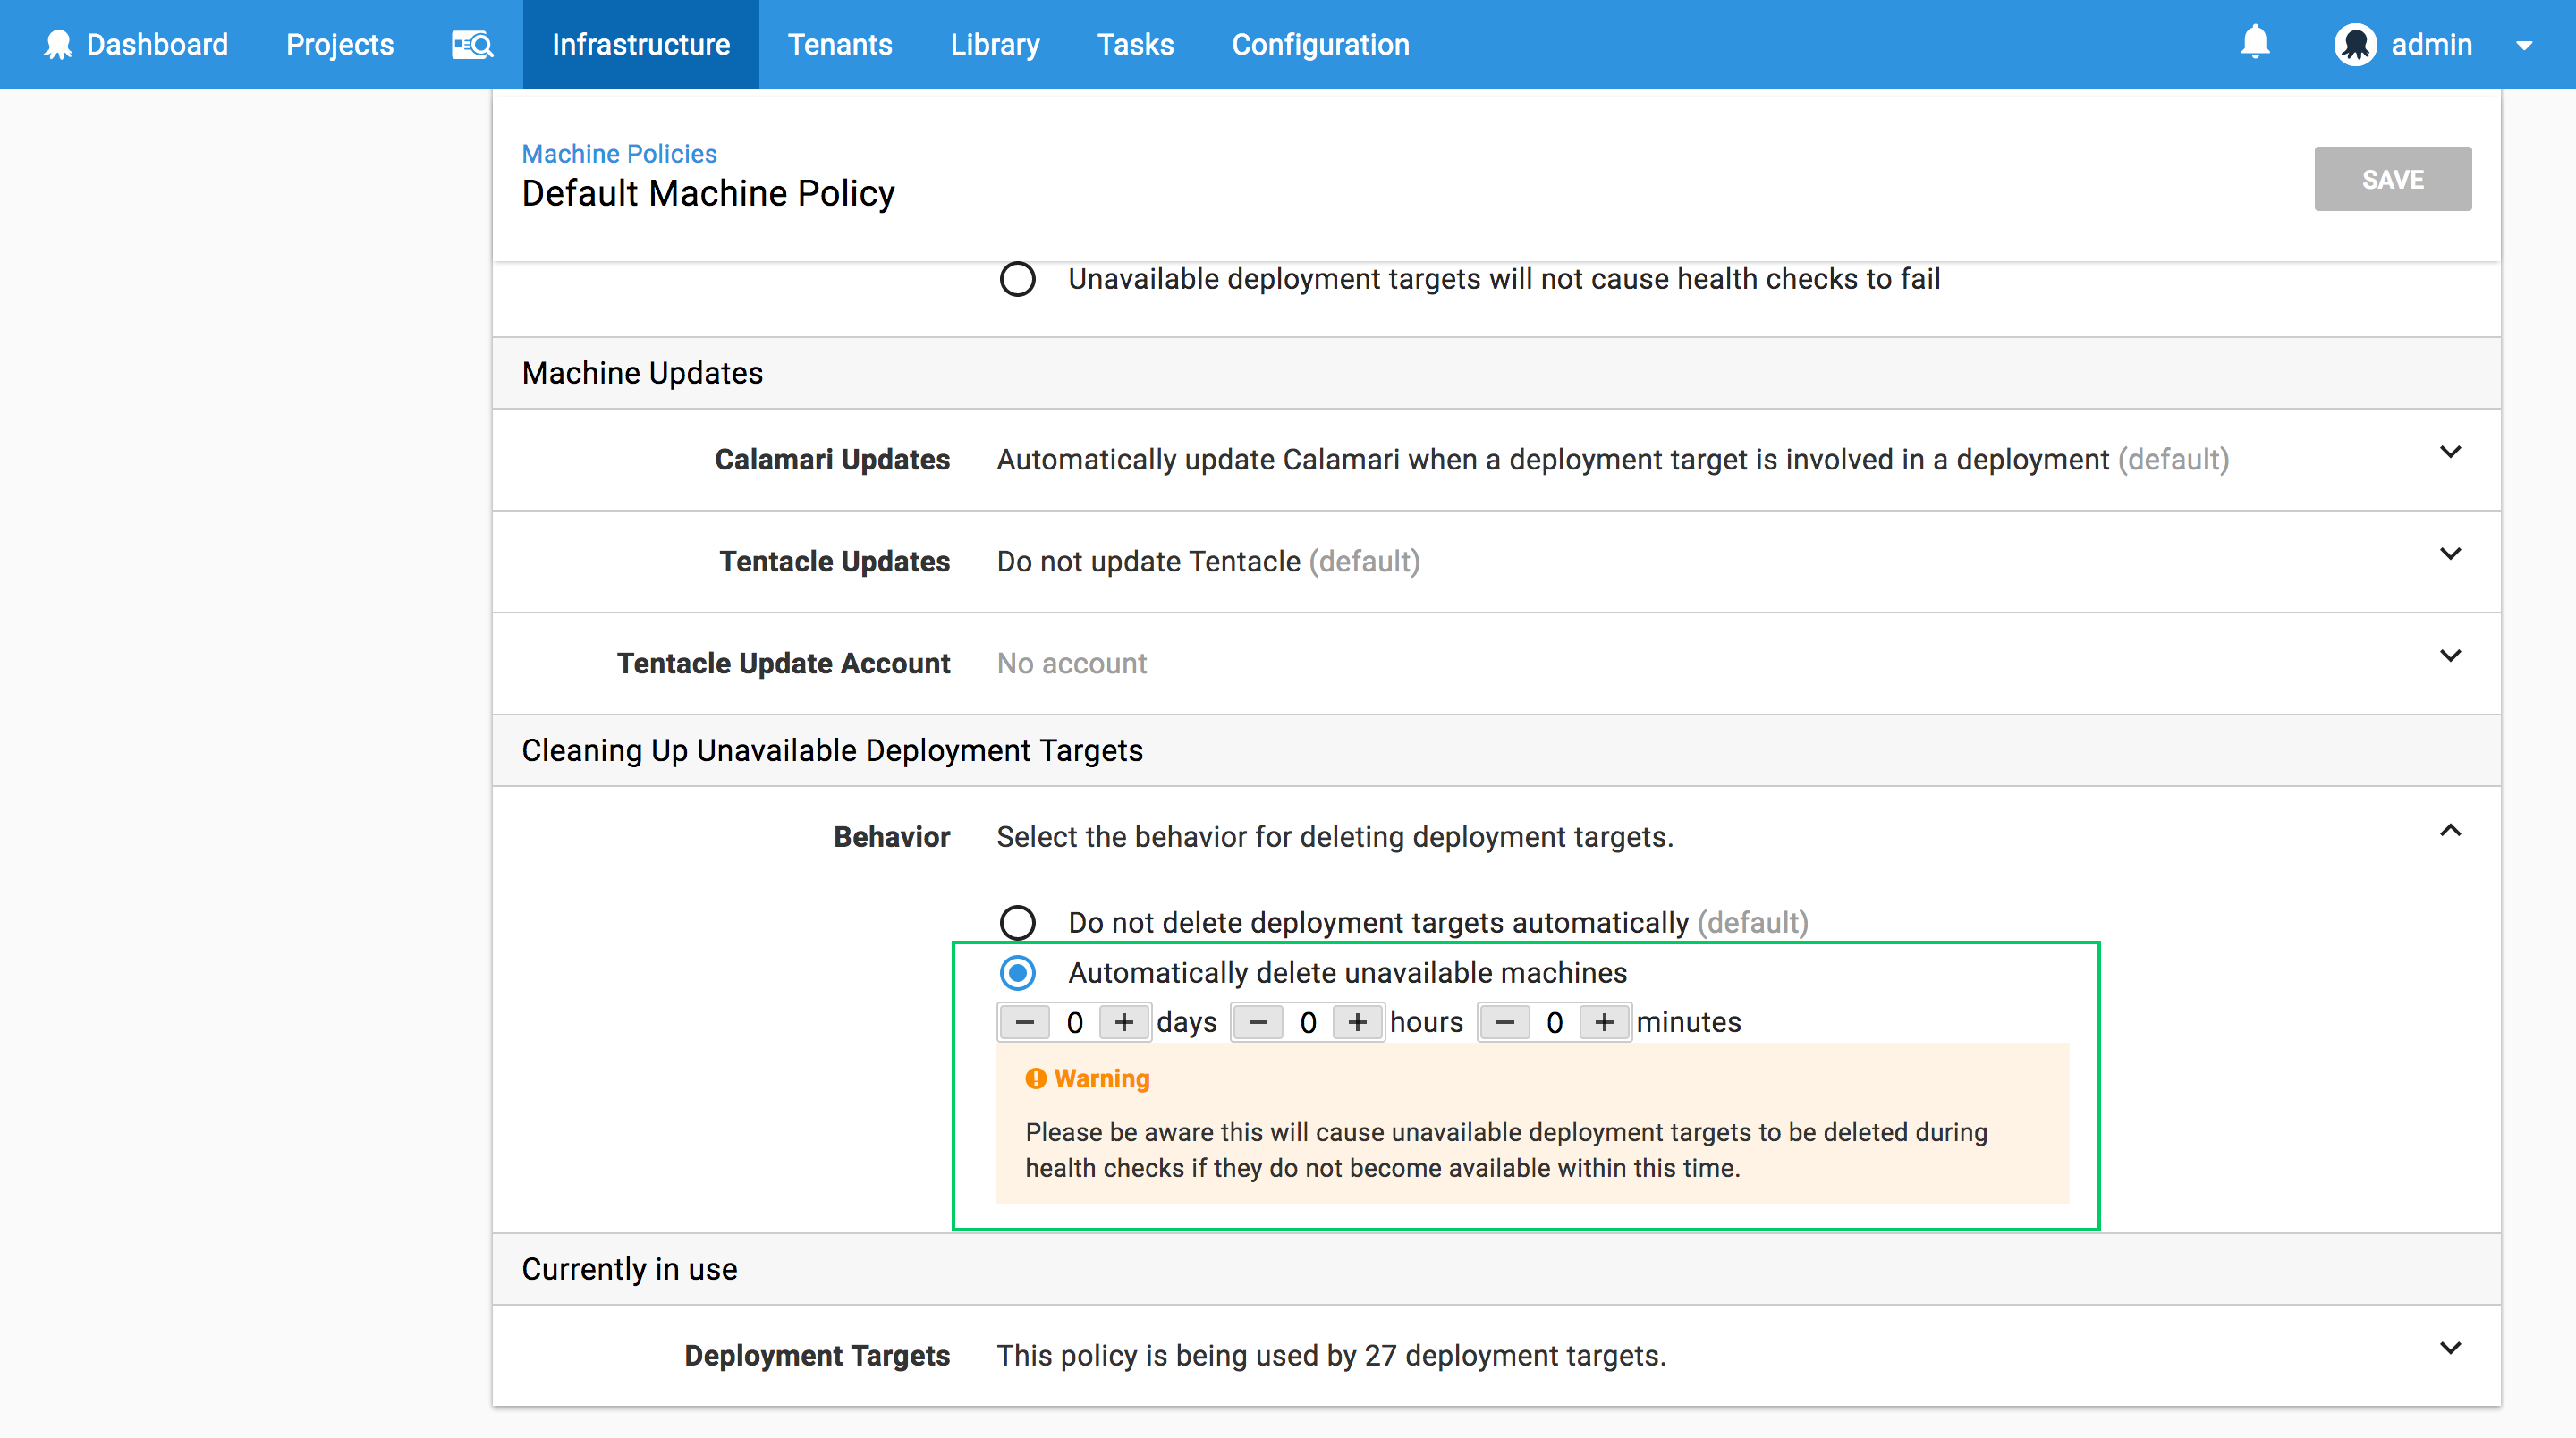 Dashboard Projects Infrastructure Tenants Library Tasks Configuration admin
Machine Policies
Default Machine Policy
SAVE
Unavailable deployment targets will not cause health checks to fail
Machine Updates
Calamari Updates Automatically update Calamari when a deployment target is involved in a deployment (default)
Tentacle Updates Do not update Tentacle (default)
Tentacle Update Account No account
Cleaning Up Unavailable Deployment Targets
Behavior Select the behavior for deleting deployment targets.
Do not delete deployment targets automatically (default)
Automatically delete unavailable machines
− 0 + days − 0 + hours − 0 + minutes
Warning
Please be aware this will cause unavailable deployment targets to be deleted during
health checks if they do not become available within this time.
Currently in use
Deployment Targets This policy is being used by 27 deployment targets.